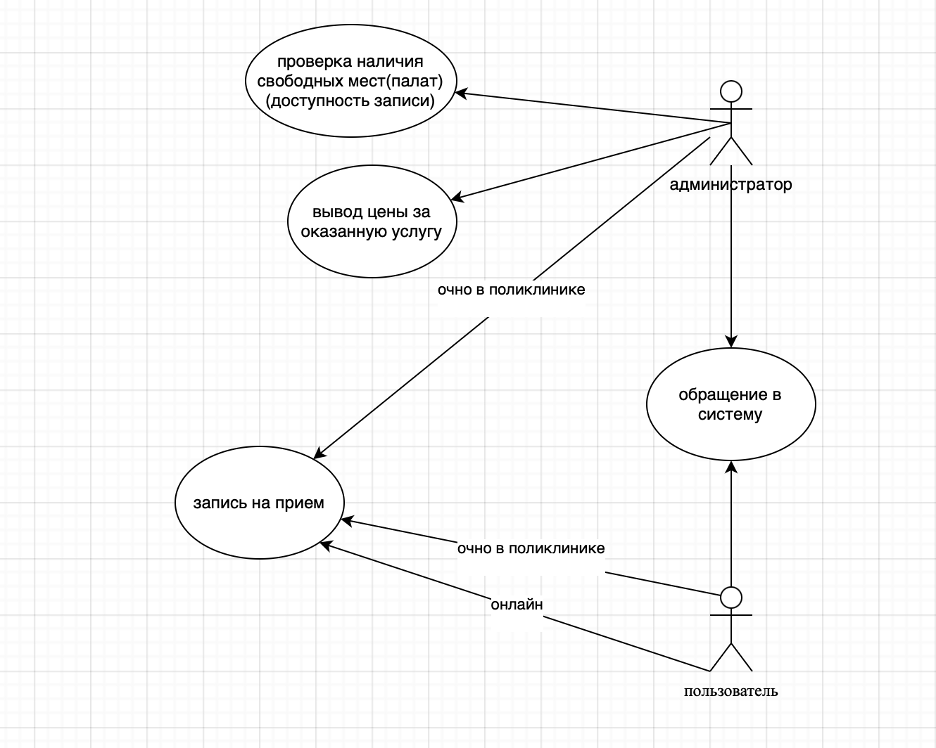 проверка наличия
свободных мест(палат)
(доступность записи)
администратор
вывод цены за
оказанную услугу
очно в поликлинике
обращение в
систему
запись на прием
очно в поликлинике
онлайн
пользователь